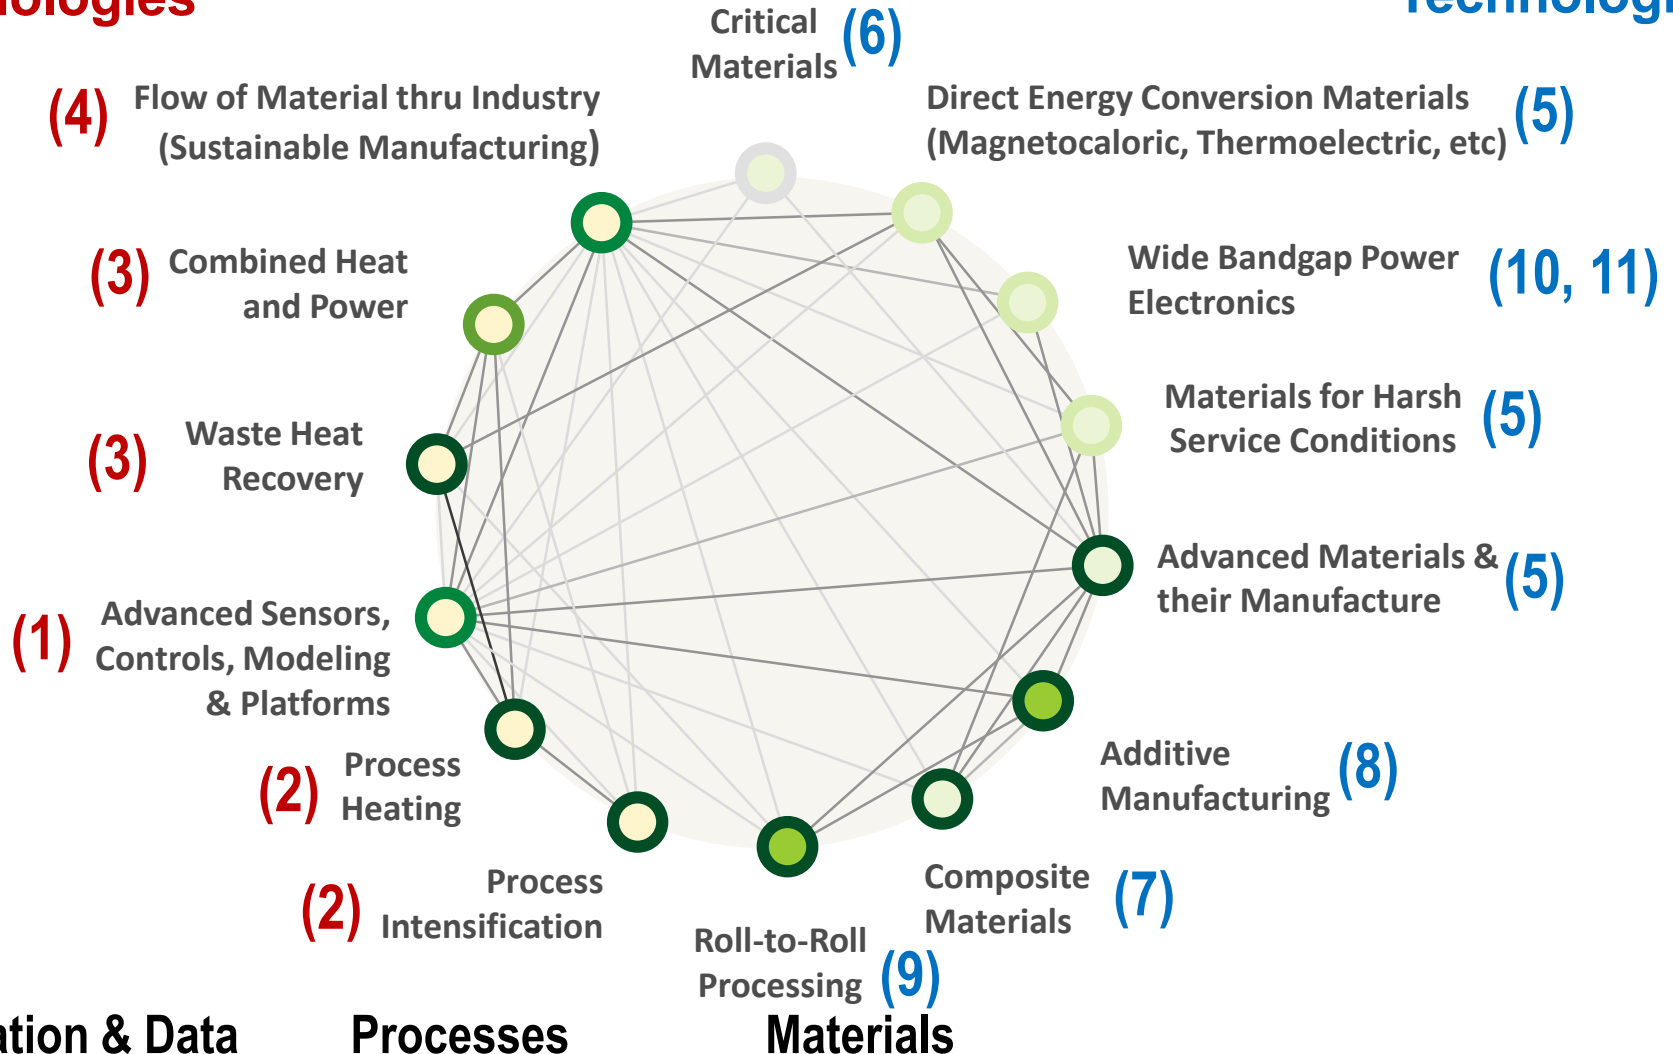 Critical
Materials
(6)
(4)
Flow of Material thru Industry
(Sustainable Manufacturing)
Direct Energy Conversion Materials
(Magnetocaloric, Thermoelectric, etc)
(5)
(3)
Combined Heat
and Power
Wide Bandgap Power
Electronics
(10, 11)
(3)
Waste Heat
Recovery
Materials for Harsh
Service Conditions
(5)
(1)
Advanced Sensors,
Controls, Modeling
& Platforms
Advanced Materials &
their Manufacture
(5)
(2)
Process
Heating
Additive
Manufacturing
(8)
(2)
Process
Intensification
Composite
Materials
(7)
Roll-to-Roll
Processing
(9)
& Data
Processes
Materials